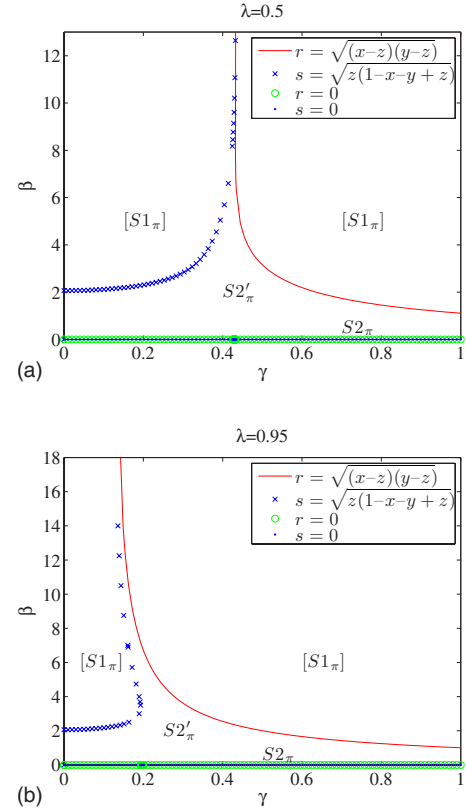 λ=0.5
r = √(x–z)(y–z)
s = √z(1–x–y + z)
r = 0
s = 0
12
10
8
6
4
2
0
β
[S1π]
[S1π]
S2′π
S2π
0
0.2
0.4
0.6
0.8
1
γ
(a)
λ=0.95
r = √(x–z)(y–z)
s = √z(1–x–y + z)
r = 0
s = 0
18
16
14
12
10
8
6
4
2
0
β
[S1π]
[S1π]
S2′π
S2π
0
0.2
0.4
0.6
0.8
1
γ
(b)